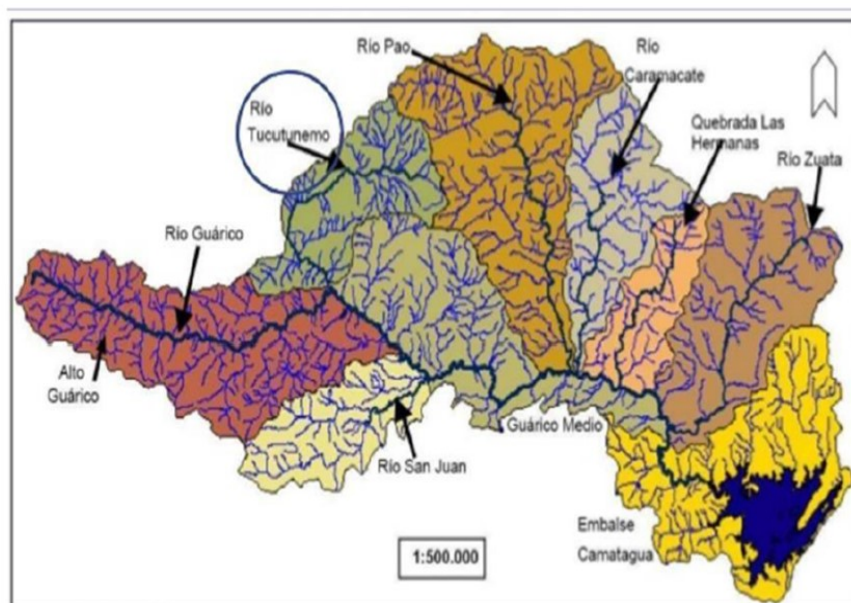 Río Pao
Río
Caramacate
Río
Tucutunemo
Quebrada Las
Hermanas
Río Zuata
Río Guárico
Alto
Guárico
Río San Juan
Guárico Medio
Embalse
Camatagua
1:500.000